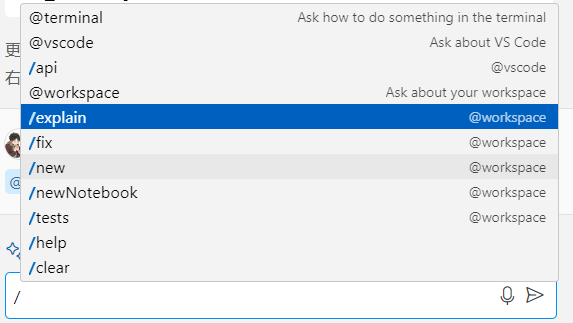 @terminal Ask how to do something in the terminal
@vscode Ask about VS Code
/api @vscode
@workspace Ask about your workspace
/explain @workspace
/fix @workspace
/new @workspace
/newNotebook @workspace
/tests @workspace
/help
/clear
更
右
@
/